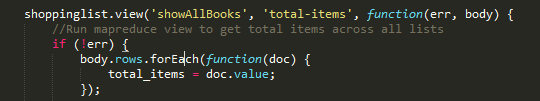 shoppinglist.view('showAllBooks', 'total-items', function(err, body) {
//Run mapreduce view to get total items across all lists
if (!err) {
body.rows.forEach(function(doc) {
total_items = doc.value;
});